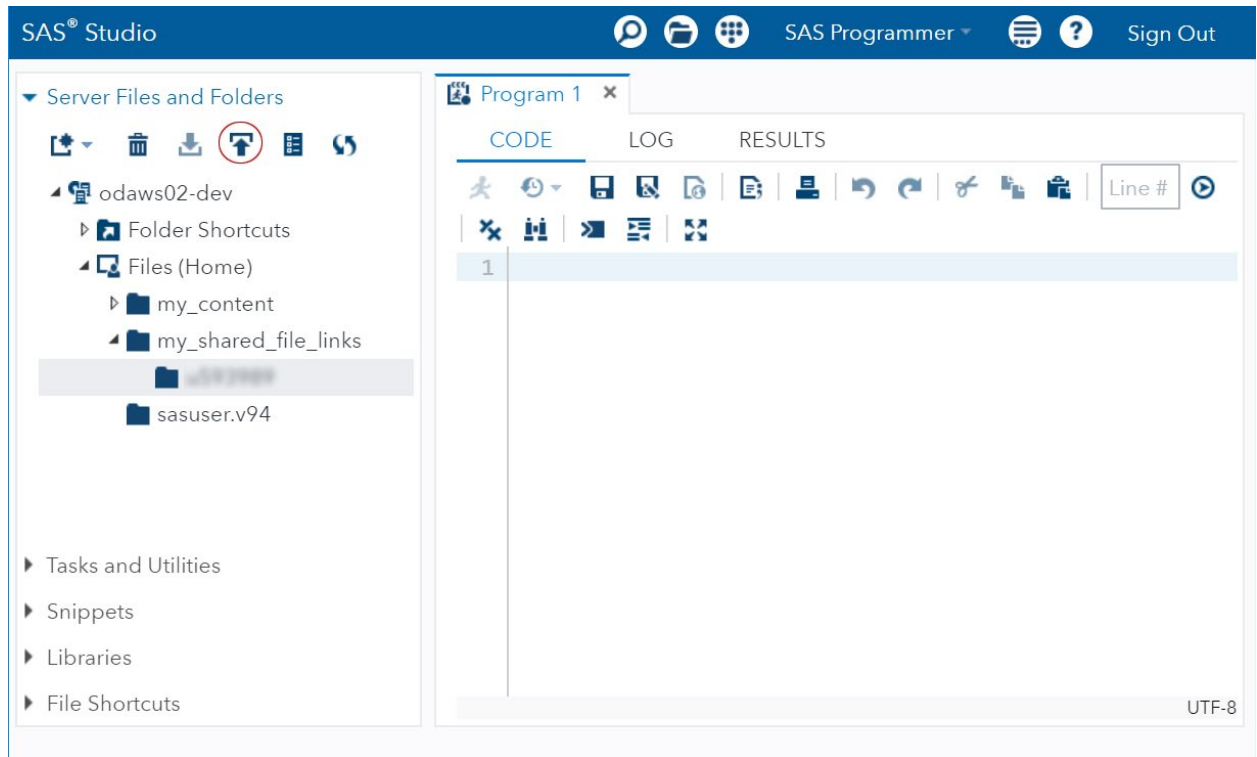 SAS® Studio
SAS Programmer
Sign Out
Server Files and Folders
odaws02-dev
Folder Shortcuts
Files (Home)
my_content
my_shared_file_links
sasuser.v94
Tasks and Utilities
Snippets
Libraries
File Shortcuts
Program 1
CODE LOG RESULTS
Line #
1
UTF-8